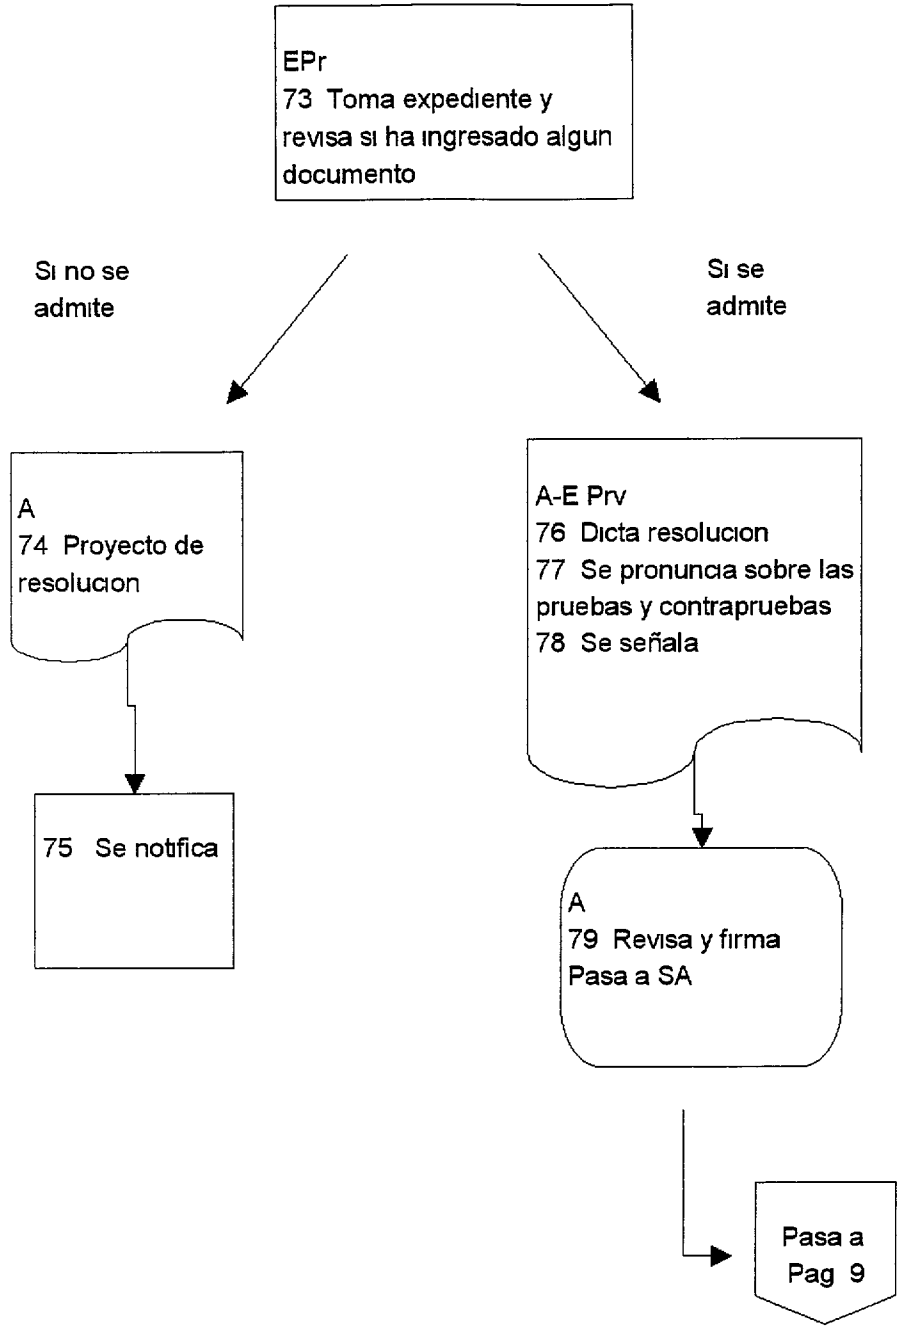 EPr
73 Toma expediente y
revisa si ha ingresado algun
documento
Si no se
admite
Si se
admite
A
74 Proyecto de
resolucion
A-E Prv
76 Dicta resolucion
77 Se pronuncia sobre las
pruebas y contrapruebas
78 Se señala
75 Se notifica
A
79 Revisa y firma
Pasa a SA
Pasa a
Pag 9